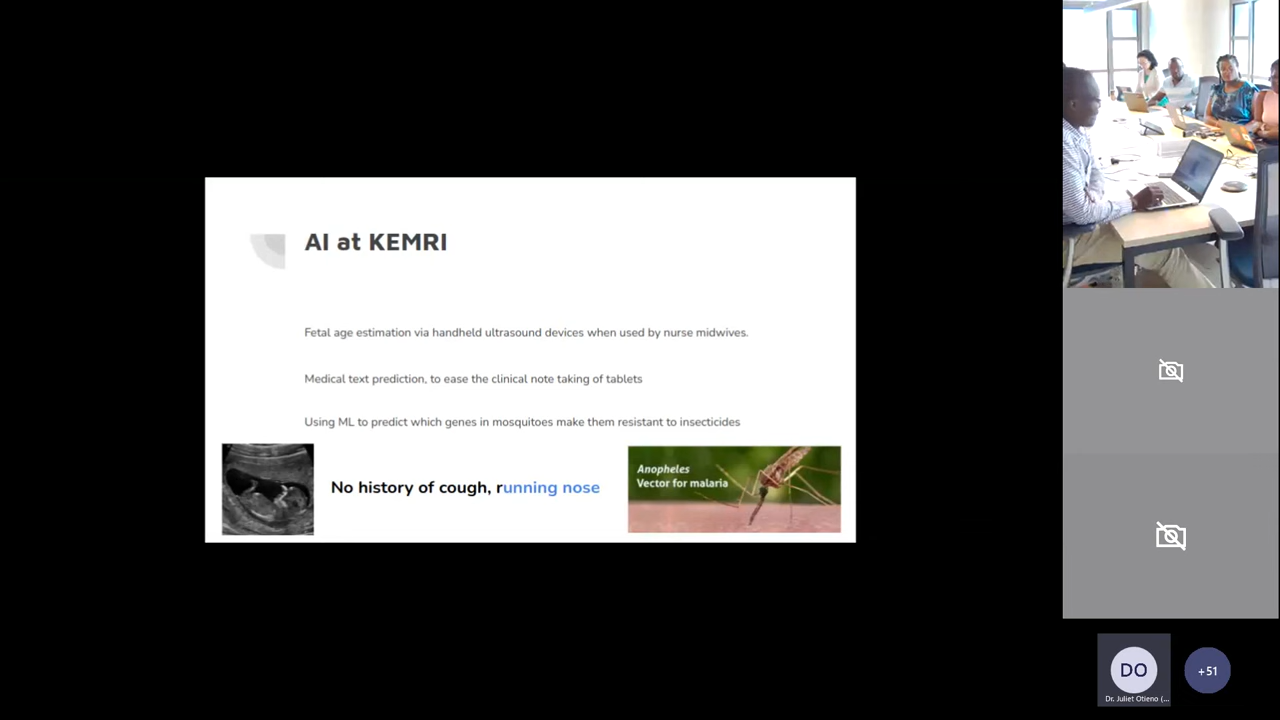 AI at KEMRI
Fetal age estimation via handheld ultrasound devices when used by nurse midwives.
Medical text prediction, to ease the clinical note taking of tablets
Using ML to predict which genes in mosquitoes make them resistant to insecticides
No history of cough, running nose
Anopheles
Vector for malaria
DO
Dr. Juliet Otieno (...
+51